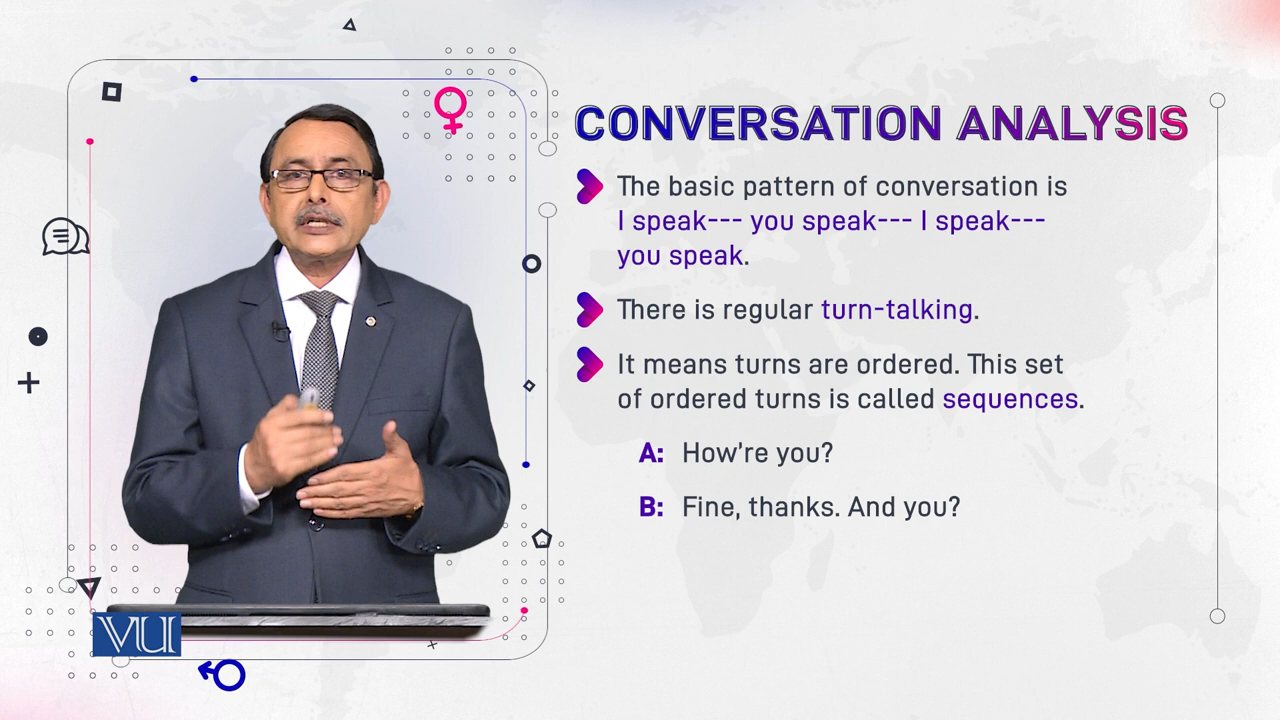 CONVERSATION ANALYSIS
The basic pattern of conversation is
I speak--- you speak--- I speak---
you speak.
There is regular turn-talking.
It means turns are ordered. This set
of ordered turns is called sequences.
A: How're you?
B: Fine, thanks. And you?
VU